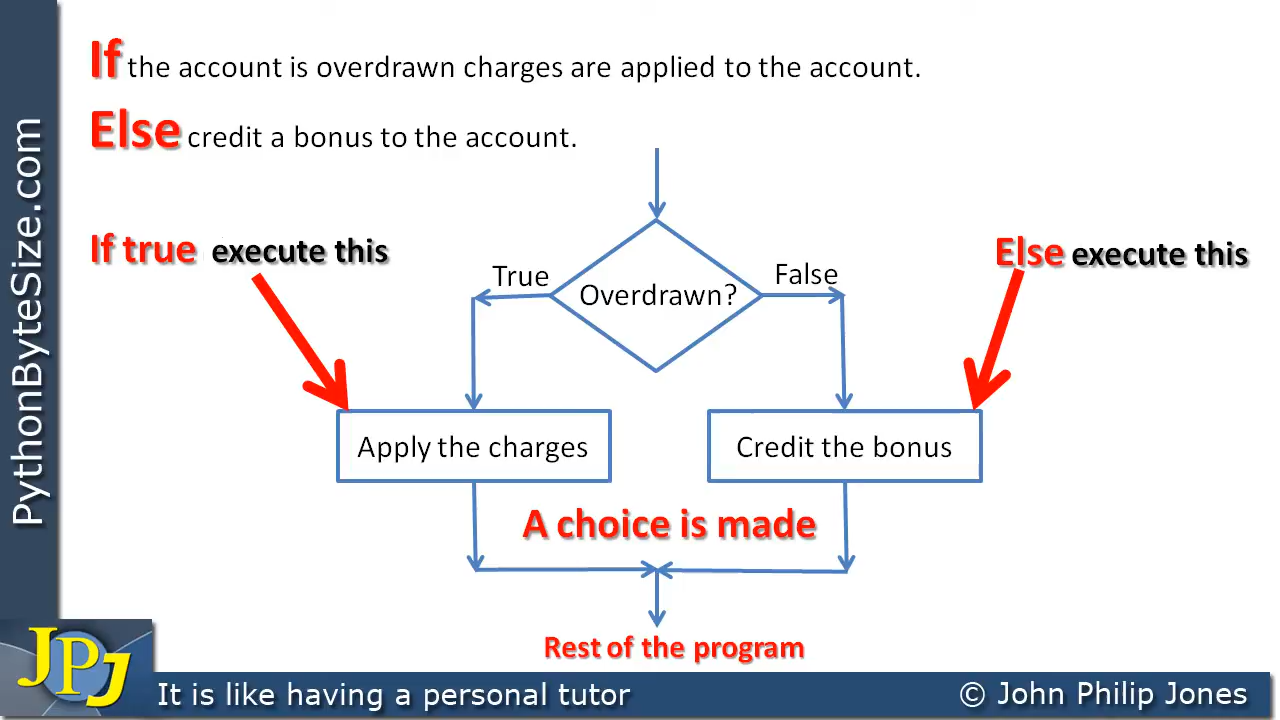 If the account is overdrawn charges are applied to the account.
Else credit a bonus to the account.
If true execute this
Else execute this
True
False
Overdrawn?
Apply the charges
Credit the bonus
A choice is made
Rest of the program
PythonByteSize.com
JPJ
It is like having a personal tutor
© John Philip Jones